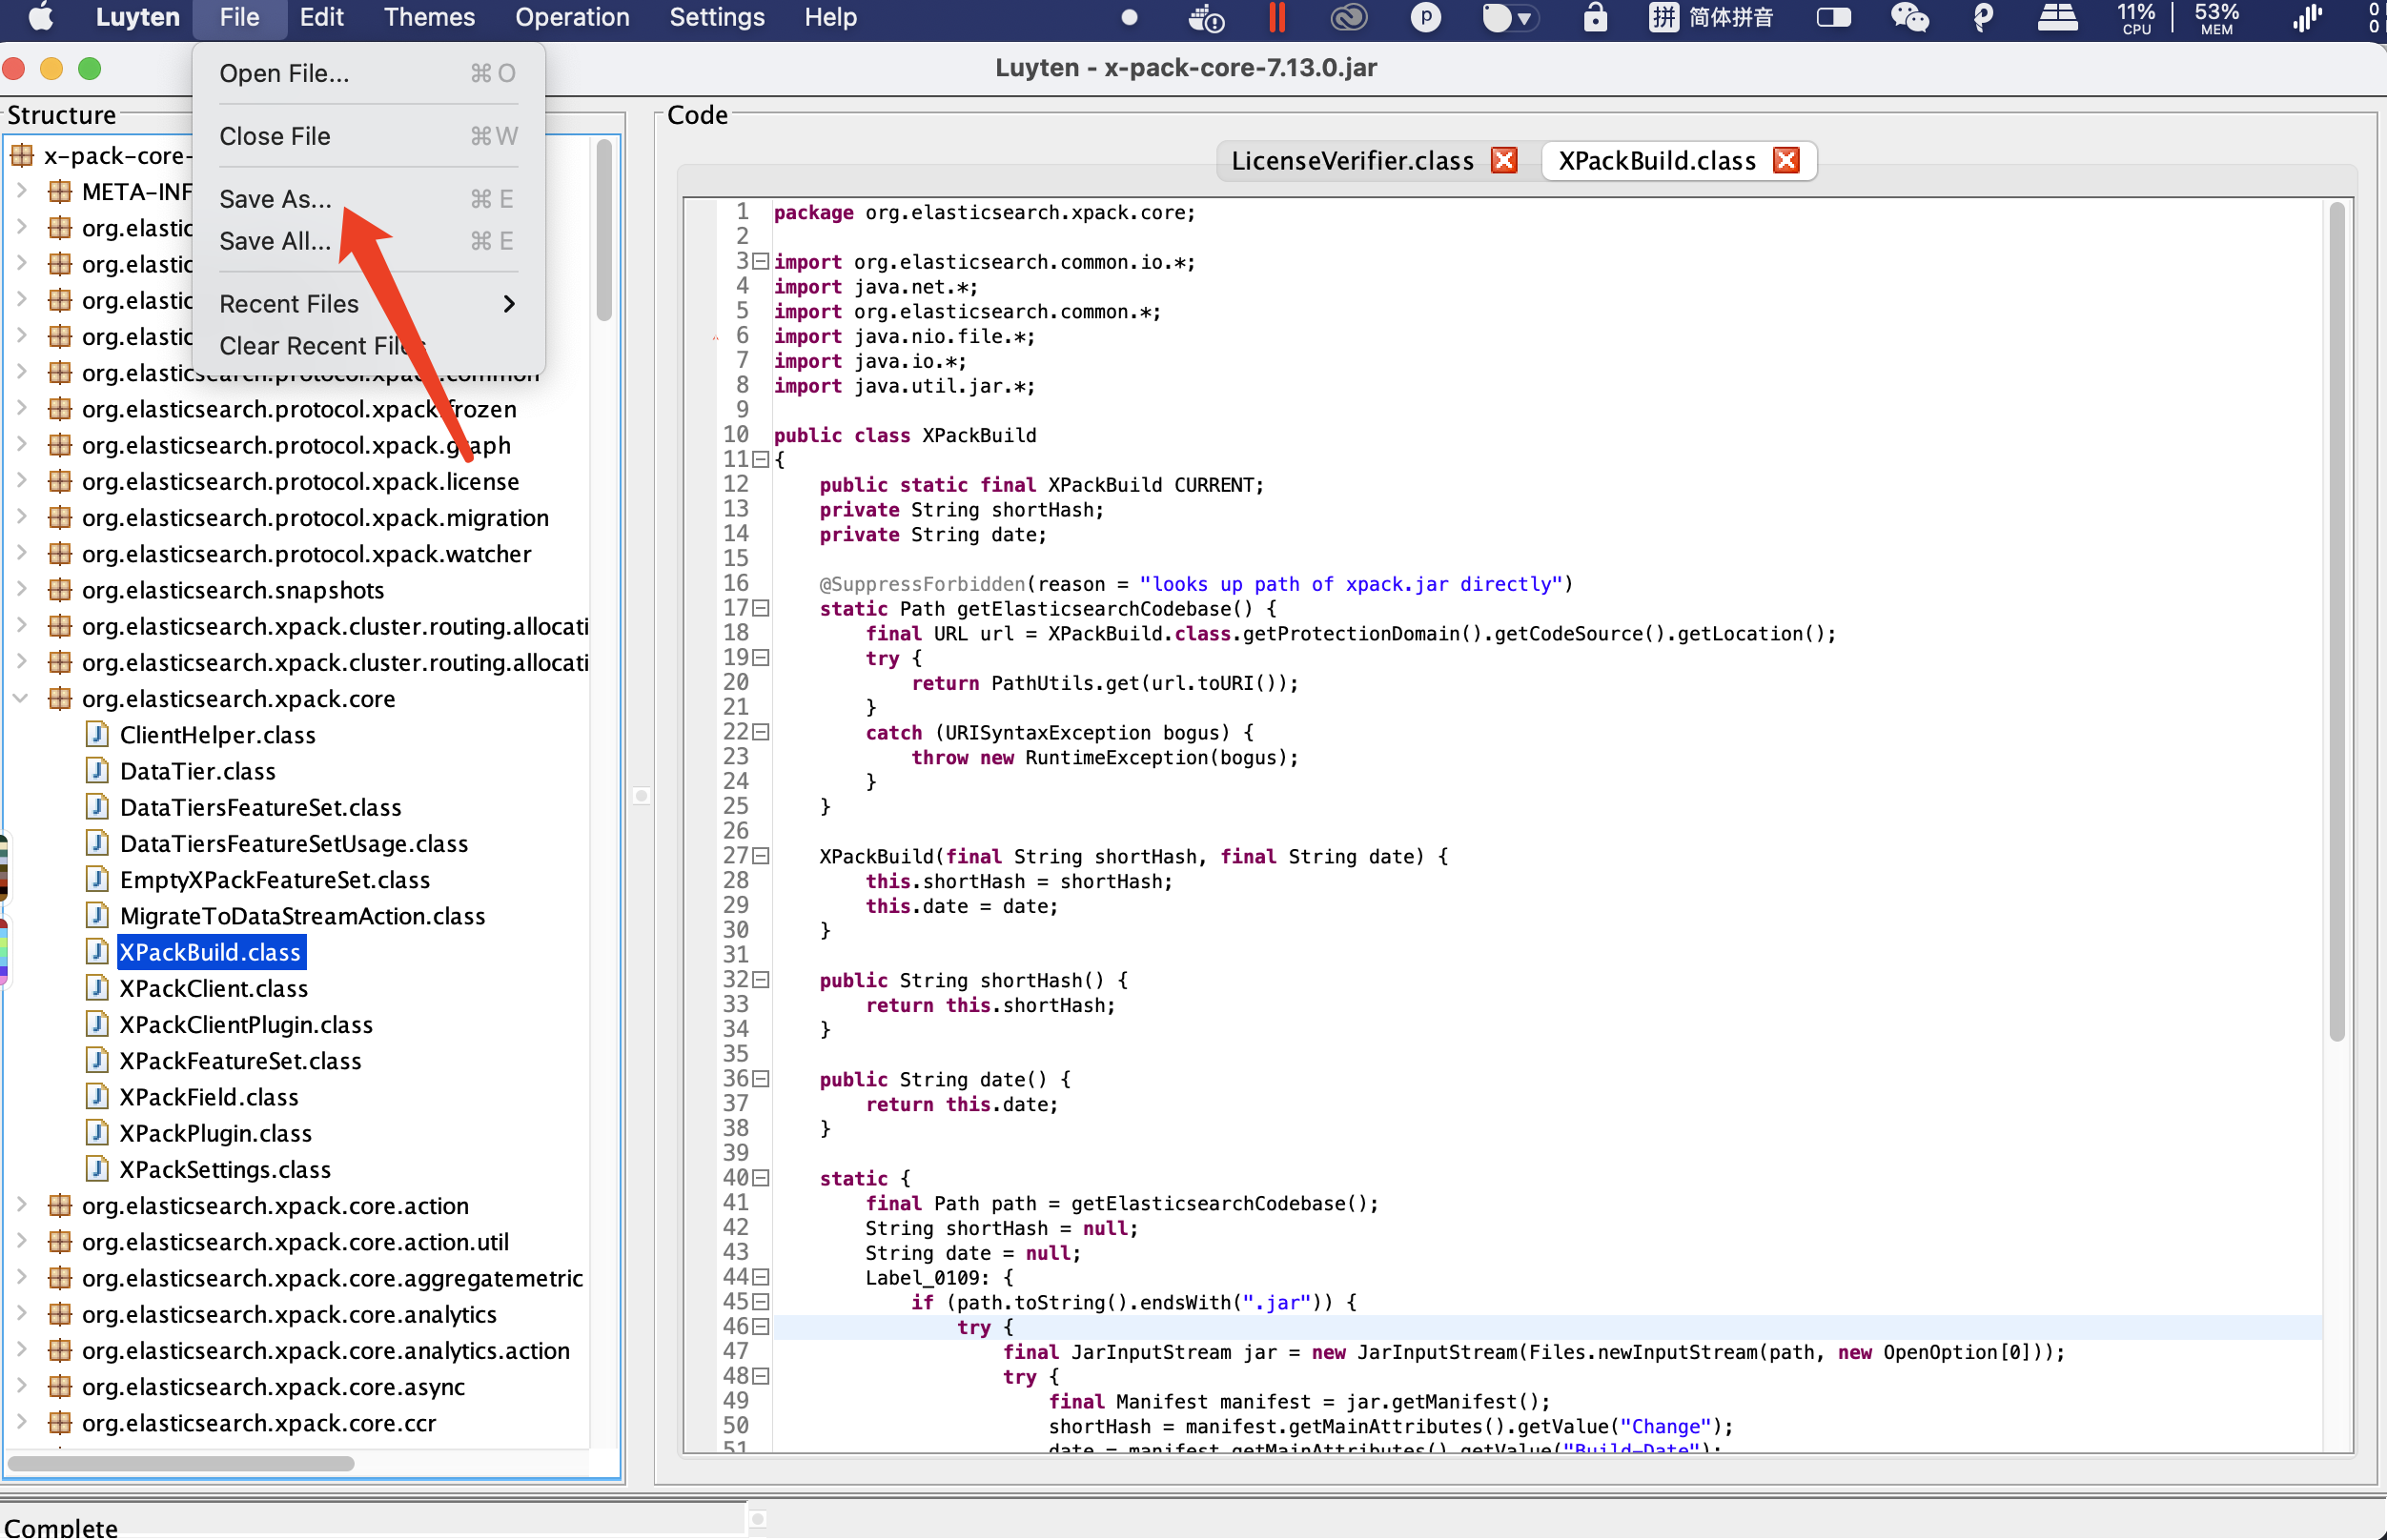 Luyten File Edit Themes Operation Settings Help
拼 简体拼音
11% CPU
53% MEM
0
0
Luyten - x-pack-core-7.13.0.jar
Open File... ⌘ O
Close File ⌘W
Save As... ⌘ E
Save All... ⌘ E
Recent Files
Clear Recent Files
Structure
x-pack-core-
META-INF
org.elastic
org.elastic
org.elastic
org.elastic
org.elasticsearch.protocol.xpack.common
org.elasticsearch.protocol.xpack.frozen
org.elasticsearch.protocol.xpack.graph
org.elasticsearch.protocol.xpack.license
org.elasticsearch.protocol.xpack.migration
org.elasticsearch.protocol.xpack.watcher
org.elasticsearch.snapshots
org.elasticsearch.xpack.cluster.routing.allocati
org.elasticsearch.xpack.cluster.routing.allocati
org.elasticsearch.xpack.core
ClientHelper.class
DataTier.class
DataTiersFeatureSet.class
DataTiersFeatureSetUsage.class
EmptyXPackFeatureSet.class
MigrateToDataStreamAction.class
XPackBuild.class
XPackClient.class
XPackClientPlugin.class
XPackFeatureSet.class
XPackField.class
XPackPlugin.class
XPackSettings.class
org.elasticsearch.xpack.core.action
org.elasticsearch.xpack.core.action.util
org.elasticsearch.xpack.core.aggregatemetric
org.elasticsearch.xpack.core.analytics
org.elasticsearch.xpack.core.analytics.action
org.elasticsearch.xpack.core.async
org.elasticsearch.xpack.core.ccr
Complete
Code
LicenseVerifier.class XPackBuild.class
1 package org.elasticsearch.xpack.core;
2
3 import org.elasticsearch.common.io.*;
4 import java.net.*;
5 import org.elasticsearch.common.*;
6 import java.nio.file.*;
7 import java.io.*;
8 import java.util.jar.*;
9
10 public class XPackBuild
11 {
12 public static final XPackBuild CURRENT;
13 private String shortHash;
14 private String date;
15
16 @SuppressForbidden(reason = "looks up path of xpack.jar directly")
17 static Path getElasticsearchCodebase() {
18 final URL url = XPackBuild.class.getProtectionDomain().getCodeSource().getLocation();
19 try {
20 return PathUtils.get(url.toURI());
21 }
22 catch (URISyntaxException bogus) {
23 throw new RuntimeException(bogus);
24 }
25 }
26
27 XPackBuild(final String shortHash, final String date) {
28 this.shortHash = shortHash;
29 this.date = date;
30 }
31
32 public String shortHash() {
33 return this.shortHash;
34 }
35
36 public String date() {
37 return this.date;
38 }
39
40 static {
41 final Path path = getElasticsearchCodebase();
42 String shortHash = null;
43 String date = null;
44 Label_0109: {
45 if (path.toString().endsWith(".jar")) {
46 try {
47 final JarInputStream jar = new JarInputStream(Files.newInputStream(path, new OpenOption[0]));
48 try {
49 final Manifest manifest = jar.getManifest();
50 shortHash = manifest.getMainAttributes().getValue("Change");
51 date = manifest.getMainAttributes().getValue("Build-Date");